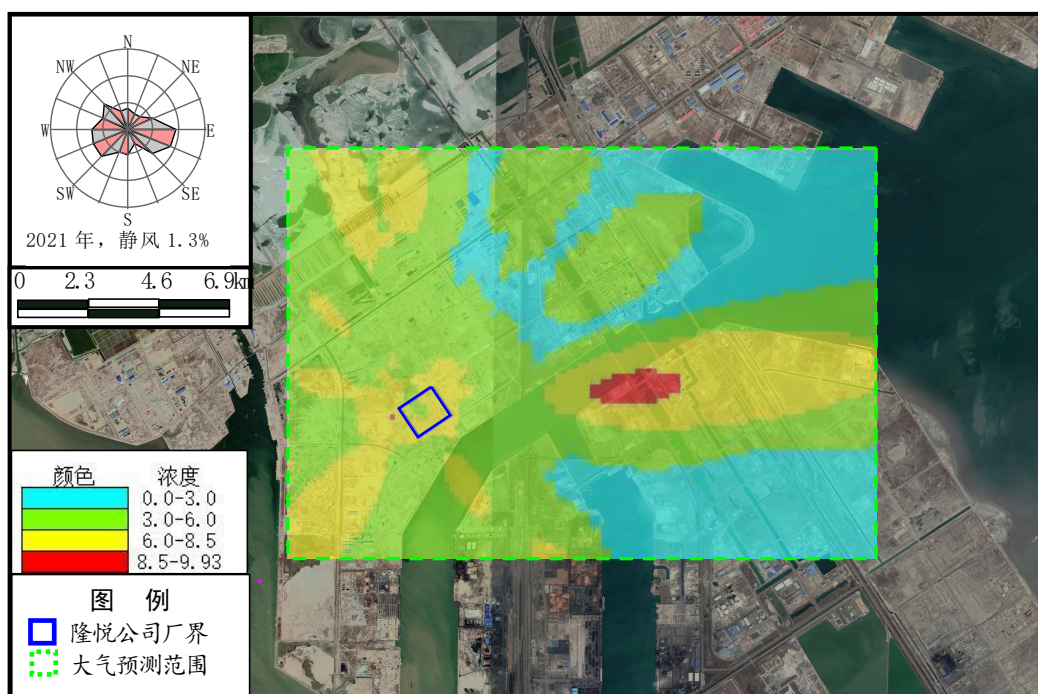 N
NW
NE
W
E
SW
SE
S
2021 年，静风 1.3%
0 2.3 4.6 6.9km
颜色 浓度
0.0-3.0
3.0-6.0
6.0-8.5
8.5-9.93
图 例
隆悦公司厂界
大气预测范围